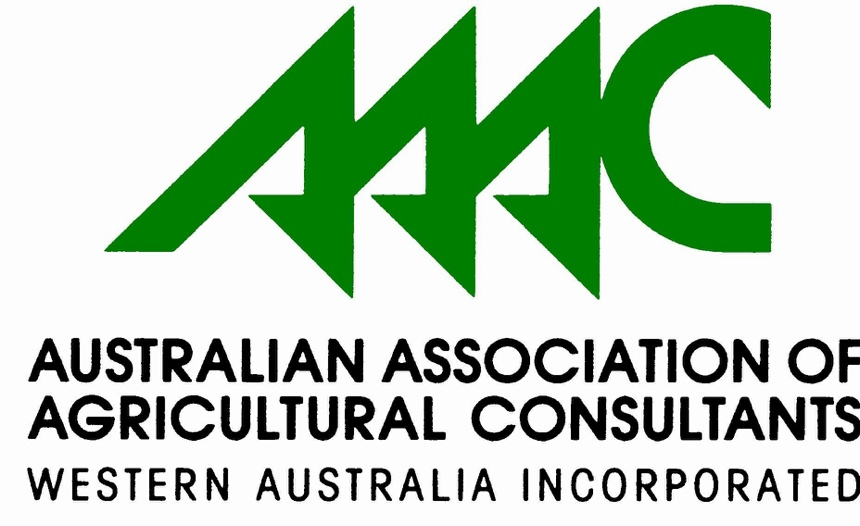 AAAC
AUSTRALIAN ASSOCIATION OF
AGRICULTURAL CONSULTANTS
WESTERN AUSTRALIA INCORPORATED